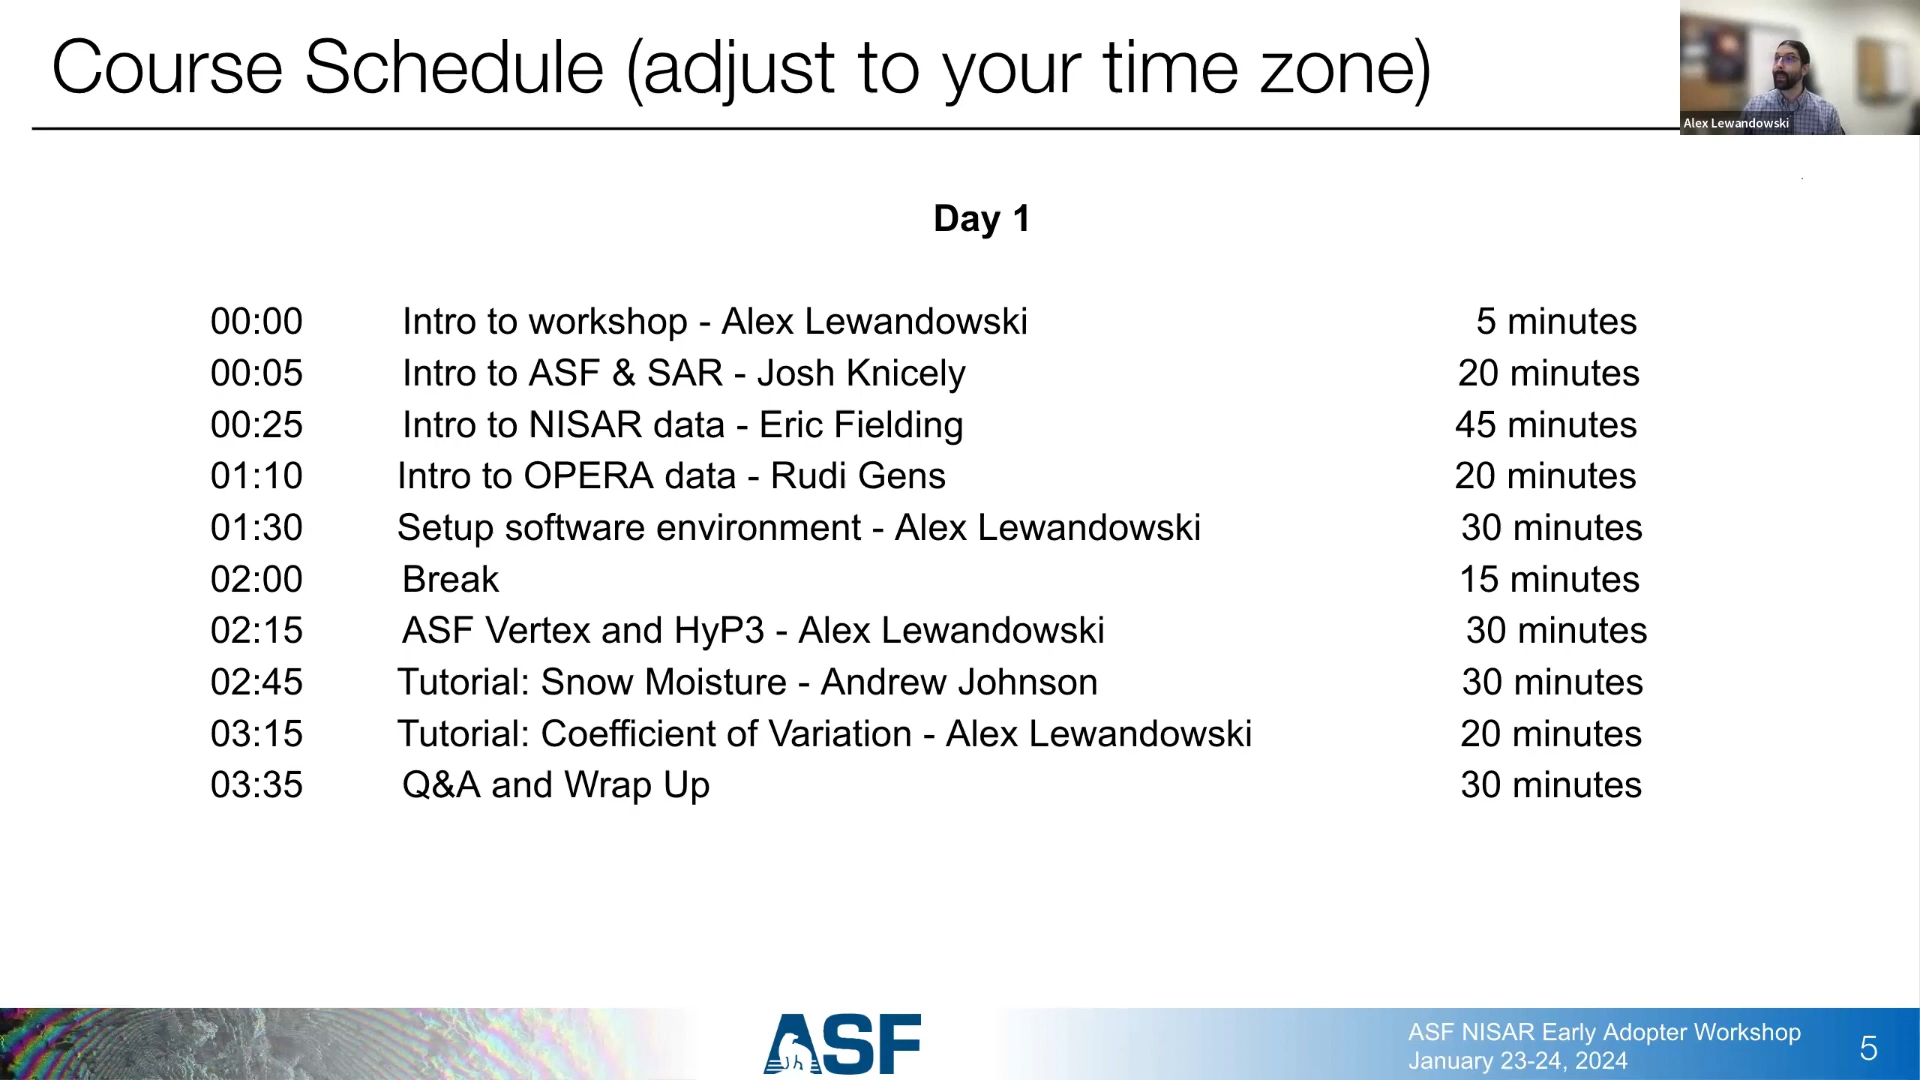 Course Schedule (adjust to your time zone)
Alex Lewandowski
Day 1
00:00 Intro to workshop - Alex Lewandowski 5 minutes
00:05 Intro to ASF & SAR - Josh Knicely 20 minutes
00:25 Intro to NISAR data - Eric Fielding 45 minutes
01:10 Intro to OPERA data - Rudi Gens 20 minutes
01:30 Setup software environment - Alex Lewandowski 30 minutes
02:00 Break 15 minutes
02:15 ASF Vertex and HyP3 - Alex Lewandowski 30 minutes
02:45 Tutorial: Snow Moisture - Andrew Johnson 30 minutes
03:15 Tutorial: Coefficient of Variation - Alex Lewandowski 20 minutes
03:35 Q&A and Wrap Up 30 minutes
ASF
ASF NISAR Early Adopter Workshop
January 23-24, 2024
5